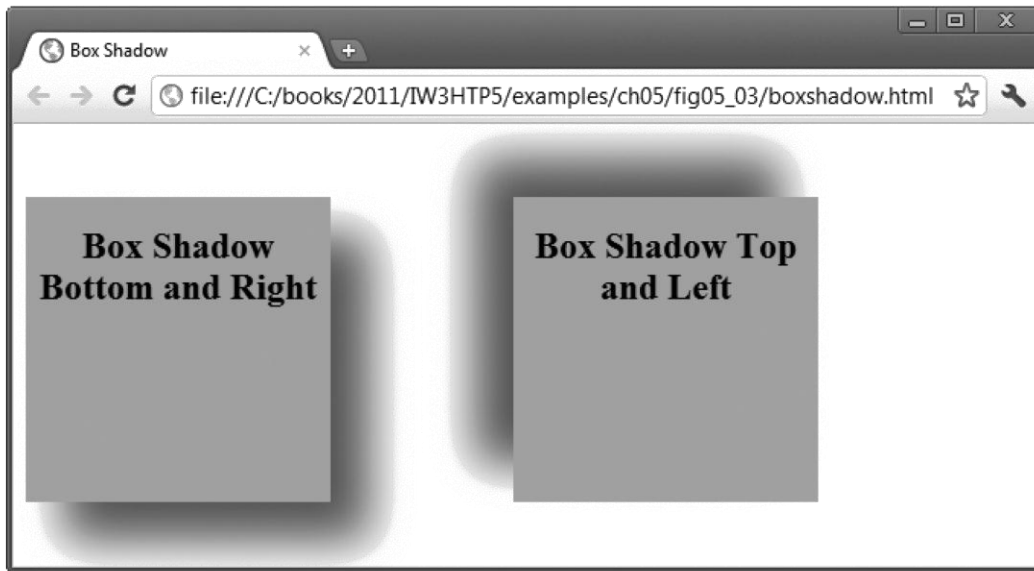 Box Shadow
file:///C:/books/2011/IW3HTP5/examples/ch05/fig05_03/boxshadow.html
Box Shadow
Bottom and Right
Box Shadow Top
and Left